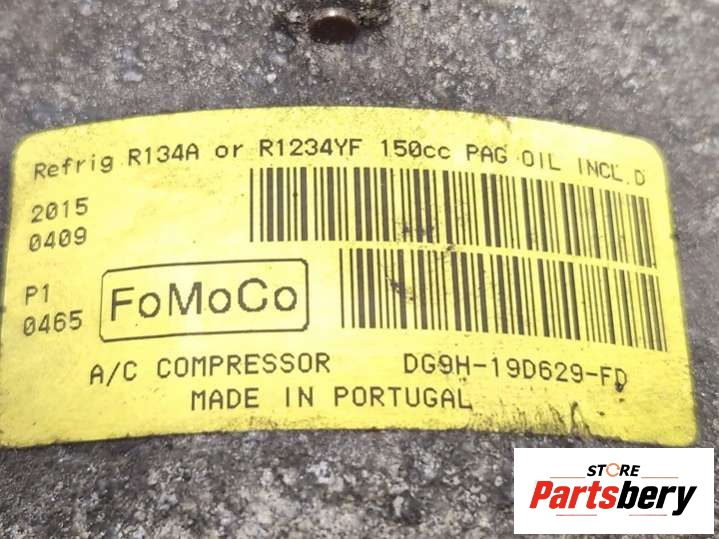 Refrig R134A or R1234YF 150cc PAG OIL INCL.D
2015
0409
P1
0465
FoMoCo
A/C COMPRESSOR DG9H-19D629-FD
MADE IN PORTUGAL
STORE
Partsbery